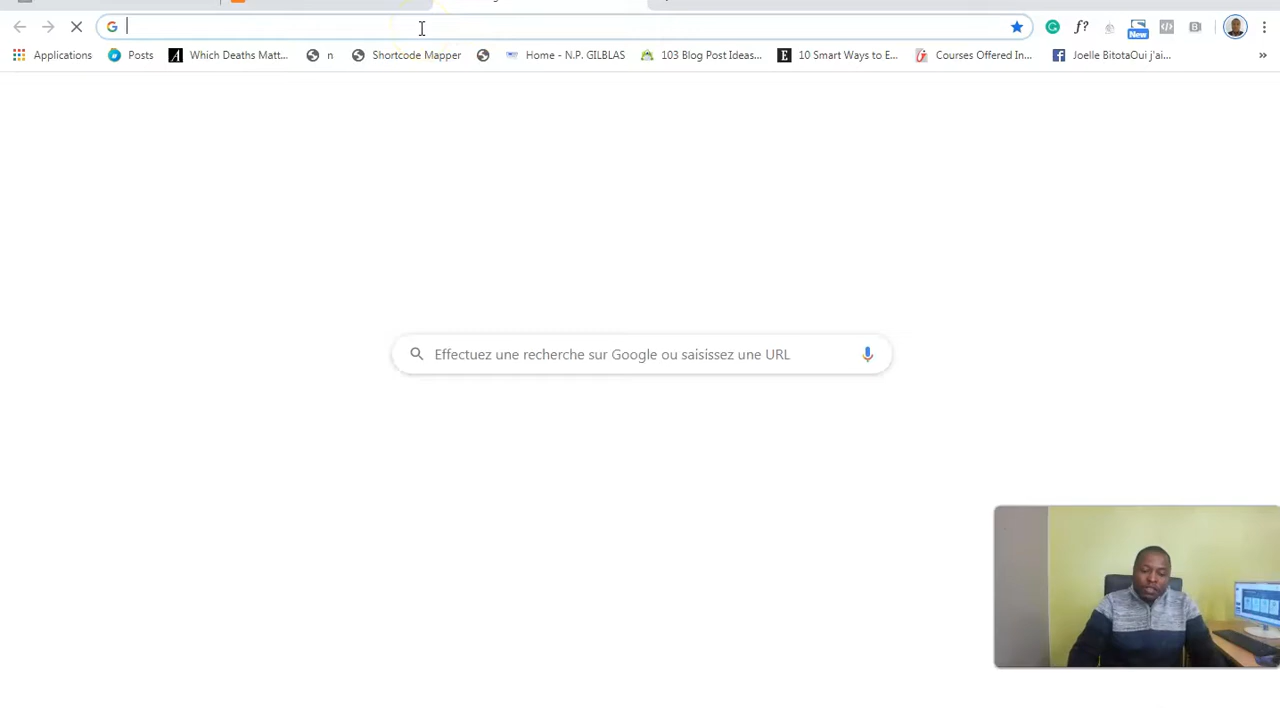 New
Applications Posts Which Deaths Matt... n Shortcode Mapper Home - N.P. GILBLAS 103 Blog Post Ideas... 10 Smart Ways to E... Courses Offered In... Joelle BitotaOui j'ai... »
Effectuez une recherche sur Google ou saisissez une URL